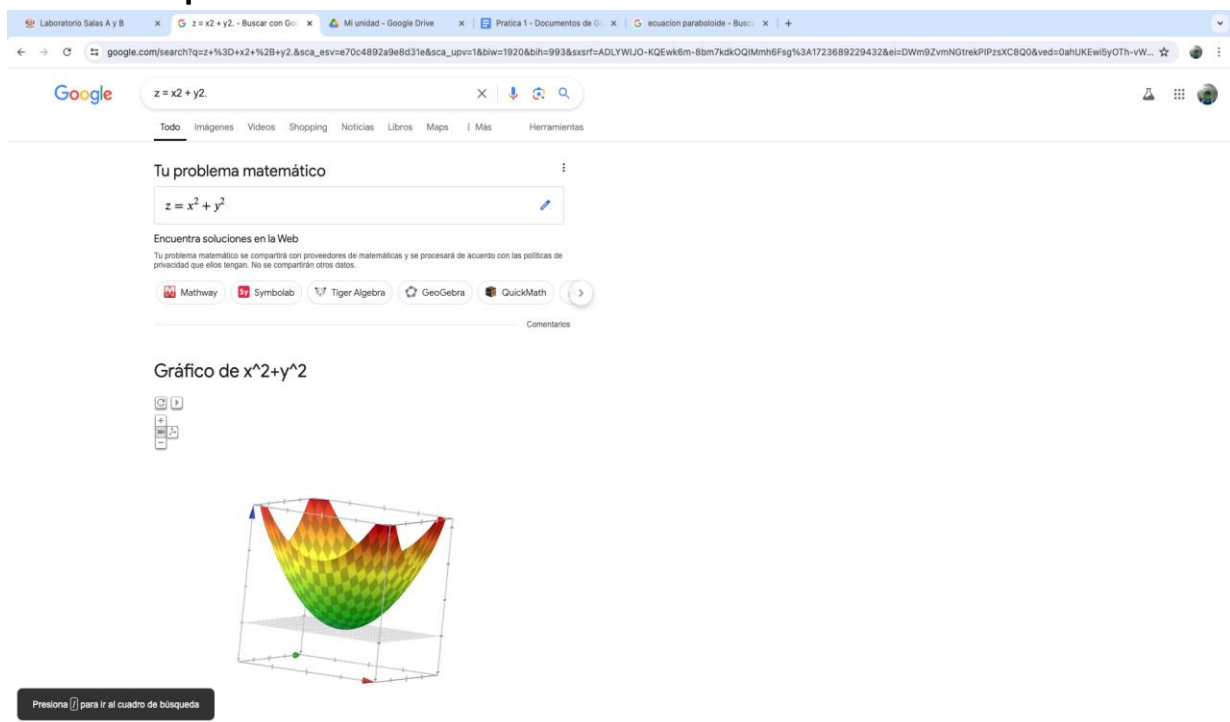 Laboratorio Salas A y B
z = x2 + y2. - Buscar con Goo
Mi unidad - Google Drive
Pratica 1 - Documentos de G
ecuacion paraboloide - Busc
google.com/search?q=z+%3D+x2+%2B+y2.&sca_esv=e70c4892a9e8d31e&sca_upv=1&biw=1920&bih=993&sxsrf=ADLYWIJO-KQEwk6m-8bm7kdkOQIMmh6Fsg%3A1723689229432&ei=DWm9ZvmNGtrekPIPzsXC8Q0&ved=0ahUKEwi5yOTh-vW...
Google
z = x2 + y2.
Todo Imágenes Videos Shopping Noticias Libros Maps Más Herramientas
Tu problema matemático
z = x² + y²
Encuentra soluciones en la Web
Tu problema matemático se compartirá con proveedores de matemáticas y se procesará de acuerdo con las políticas de
privacidad que ellos tengan. No se compartirán otros datos.
Mathway Sy Symbolab Tiger Algebra GeoGebra QuickMath
Comentarios
Gráfico de x^2+y^2
Presiona / para ir al cuadro de búsqueda